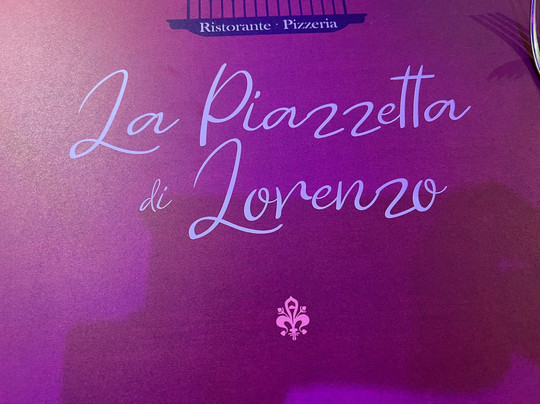 Ristorante · Pizzeria
La Piazzetta
di Lorenzo